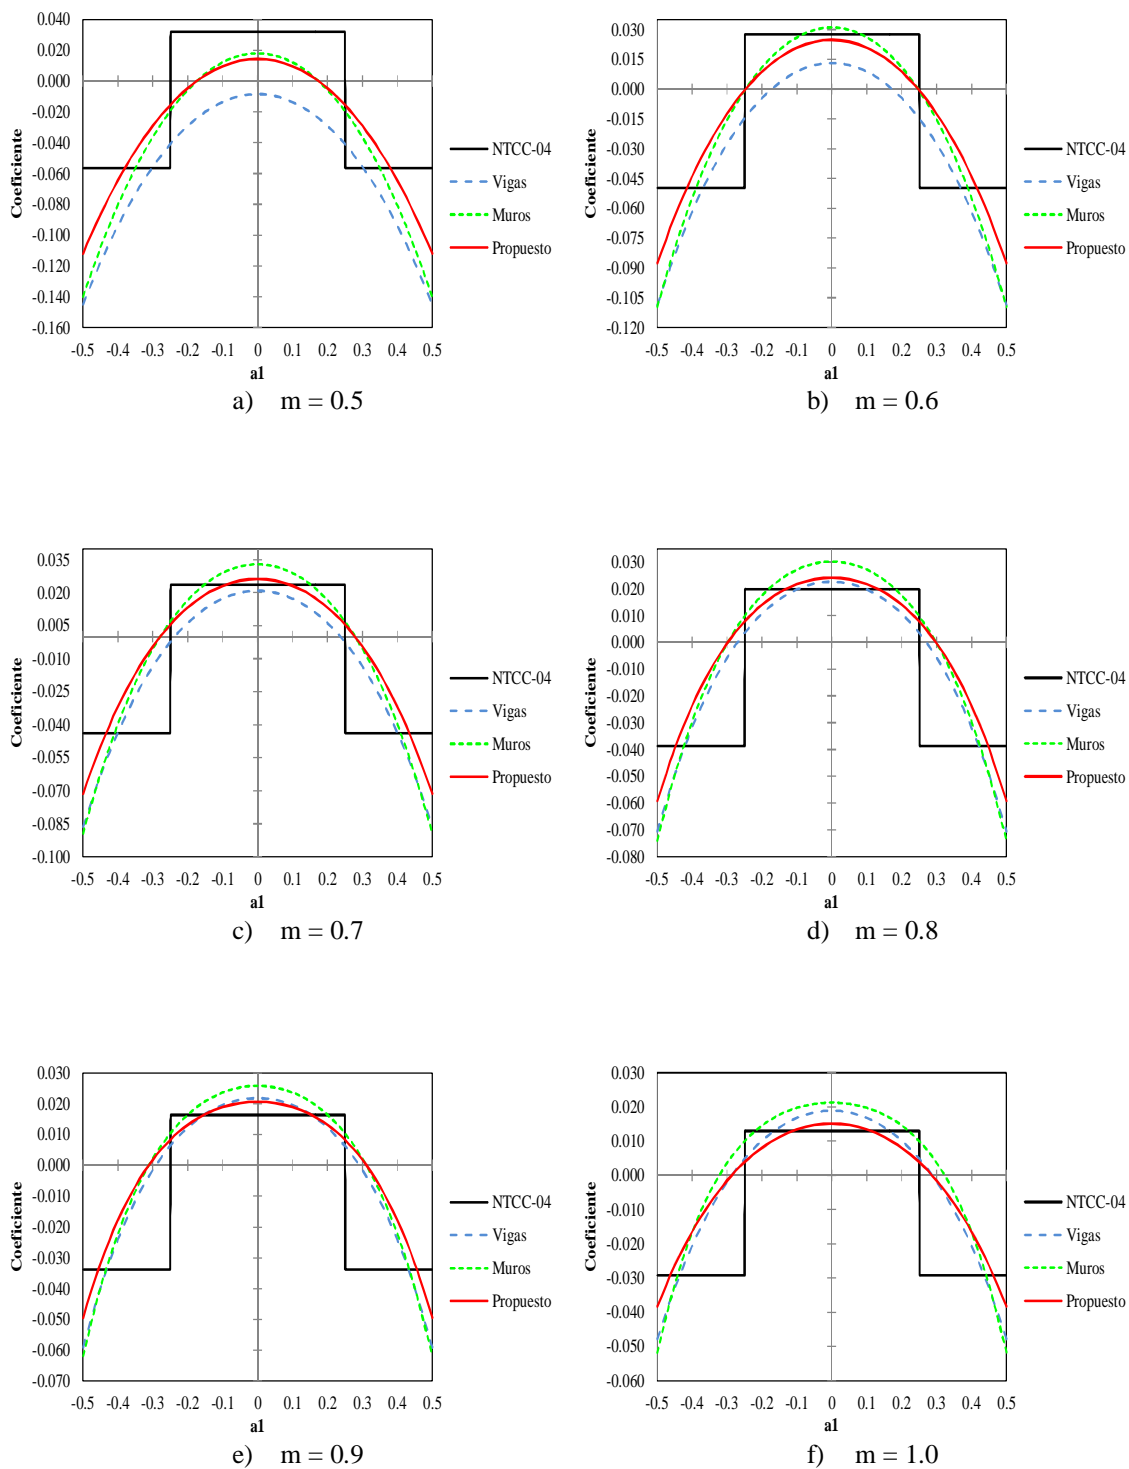 0.040
0.040
0.020
0.000
-0.020
-0.040
-0.060
-0.080
-0.100
-0.120
-0.140
-0.160
Coeficiente
-0.5 -0.4 -0.3 -0.2 -0.1 0 0.1 0.2 0.3 0.4 0.5
a1
NTCC-04
Vigas
Muros
Propuesto
a) m = 0.5
0.030
0.015
0.000
-0.015
-0.030
-0.045
-0.060
-0.075
-0.090
-0.105
-0.120
Coeficiente
-0.5 -0.4 -0.3 -0.2 -0.1 0 0.1 0.2 0.3 0.4 0.5
a1
NTCC-04
Vigas
Muros
Propuesto
b) m = 0.6
0.035
0.020
0.005
-0.010
-0.025
-0.040
-0.055
-0.070
-0.085
-0.100
Coeficiente
-0.5 -0.4 -0.3 -0.2 -0.1 0 0.1 0.2 0.3 0.4 0.5
a1
NTCC-04
Vigas
Muros
Propuesto
c) m = 0.7
0.030
0.020
0.010
0.000
-0.010
-0.020
-0.030
-0.040
-0.050
-0.060
-0.070
-0.080
Coeficiente
-0.5 -0.4 -0.3 -0.2 -0.1 0 0.1 0.2 0.3 0.4 0.5
a1
NTCC-04
Vigas
Muros
Propuesto
d) m = 0.8
0.030
0.020
0.010
0.000
-0.010
-0.020
-0.030
-0.040
-0.050
-0.060
-0.070
Coeficiente
-0.5 -0.4 -0.3 -0.2 -0.1 0 0.1 0.2 0.3 0.4 0.5
a1
NTCC-04
Vigas
Muros
Propuesto
e) m = 0.9
0.030
0.020
0.010
0.000
-0.010
-0.020
-0.030
-0.040
-0.050
-0.060
Coeficiente
-0.5 -0.4 -0.3 -0.2 -0.1 0 0.1 0.2 0.3 0.4 0.5
a1
NTCC-04
Vigas
Muros
Propuesto
f) m = 1.0